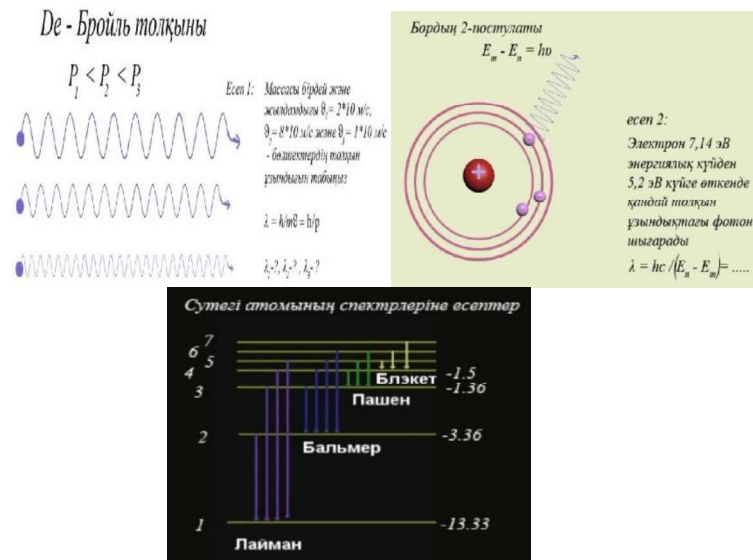 De - Бройль толқыны
P₁ < P₂ < P₃
Есеп 1: Массасы бірдей және
жылдамдығы ϑ₁ = 2*10 м/с,
ϑ₂ = 8*10 м/с және ϑ₃ = 1*10 м/с
- бөлшектердің толқын
ұзындығын табыңыз
λ = h/mϑ = h/p
λ₁-?, λ₂-? , λ₃ - ?
Бордың 2-постулаты
Eₘ - Eₙ = hυ
+
есеп 2:
Электрон 7,14 эВ
энергиялық күйден
5,2 эВ күйге өткенде
қандай толқын
ұзындықтағы фотон
шығарады
λ = hc /(Eₙ - Eₘ)= .....
Сутегі атомының спектрлеріне есептер
7
6
5
4
Блэкет
-1.5
3
-1.36
Пашен
2
-3.36
Бальмер
1
-13.33
Лайман